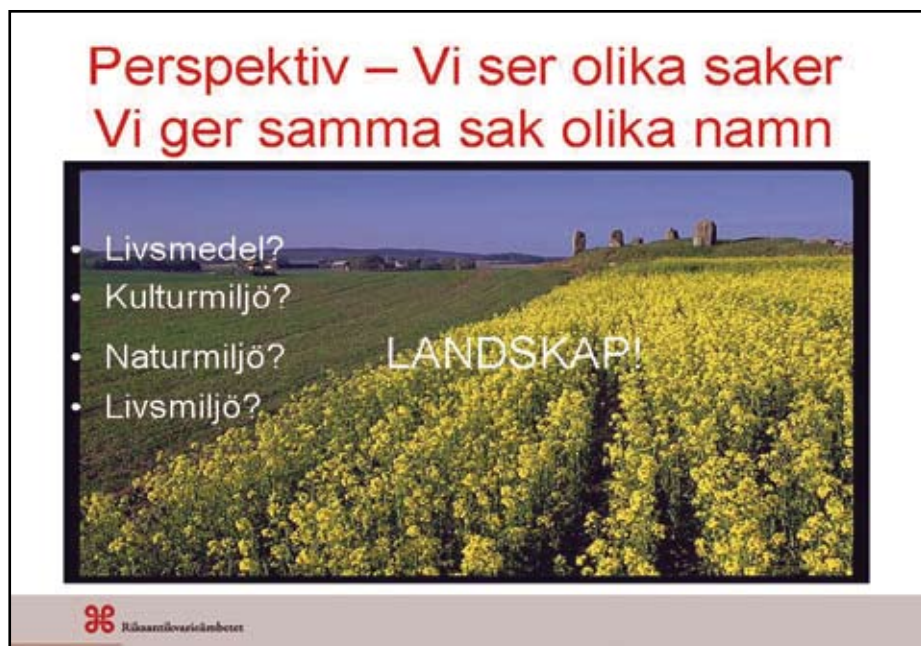 Perspektiv – Vi ser olika saker
Vi ger samma sak olika namn
• Livsmedel?
• Kulturmiljö?
• Naturmiljö? LANDSKAP!
• Livsmiljö?
Riksantikvarieämbetet